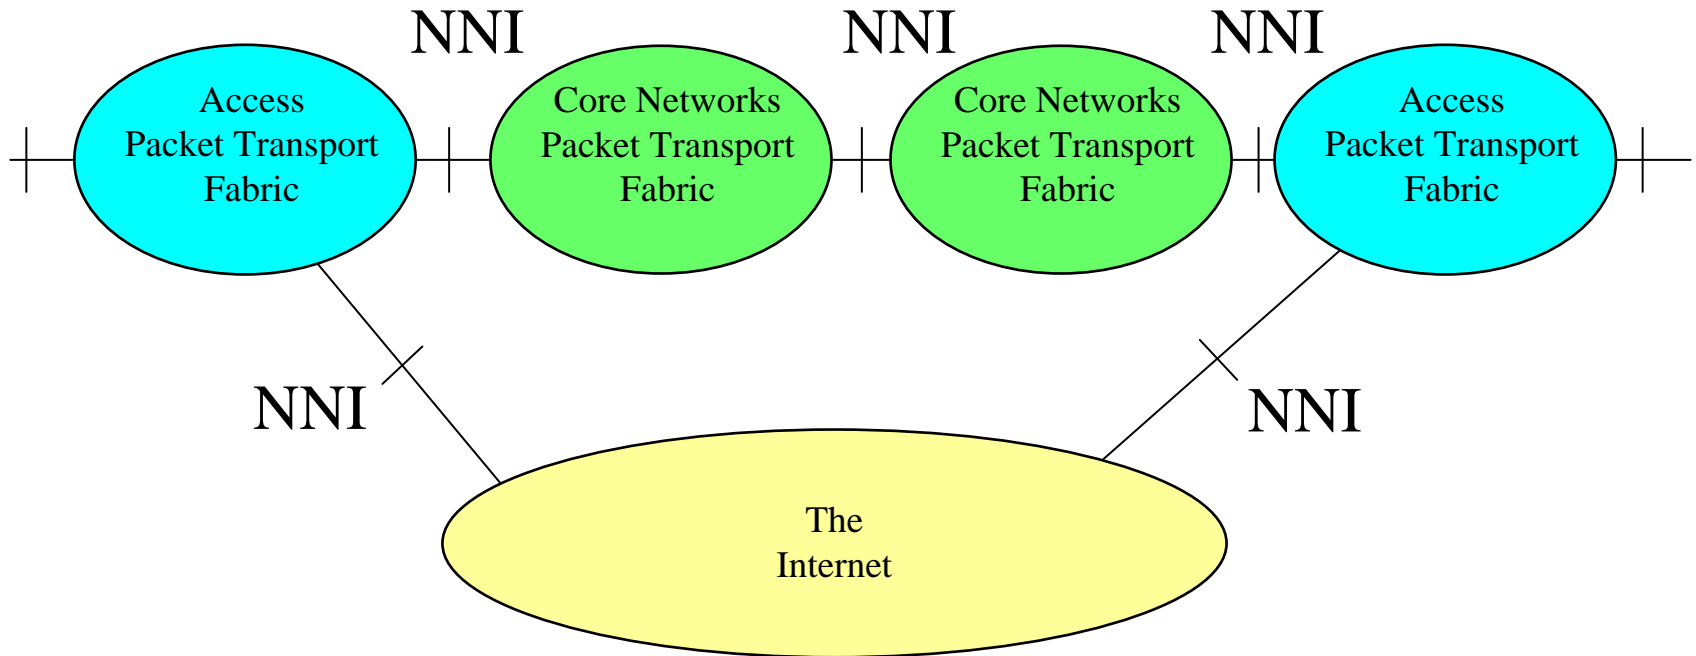 NNI
NNI
NNI
Access
Packet Transport
Fabric
Core Networks
Packet Transport
Fabric
Core Networks
Packet Transport
Fabric
Access
Packet Transport
Fabric
NNI
NNI
The
Internet